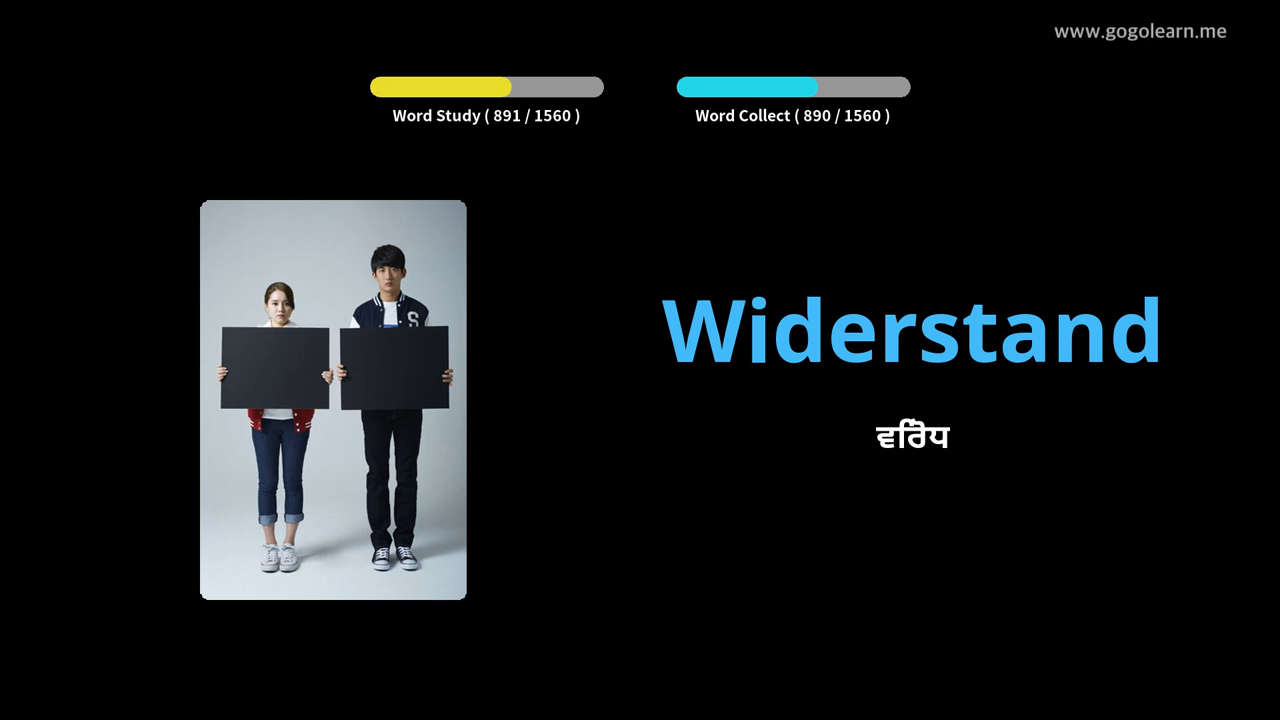 www.gogolearn.me
Word Study ( 891 / 1560 )
Word Collect ( 890 / 1560 )
S
Widerstand
ਵਿਰੋਧ